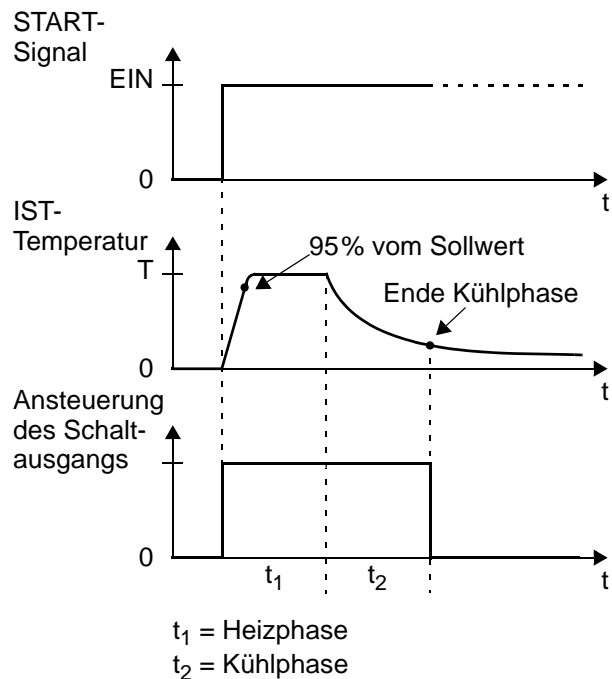 START-
Signal
EIN
0
t
IST-
Temperatur
T
95% vom Sollwert
Ende Kühlphase
0
t
Ansteuerung
des Schalt-
ausgangs
0
t
t₁
t₂
t₁ = Heizphase
t₂ = Kühlphase